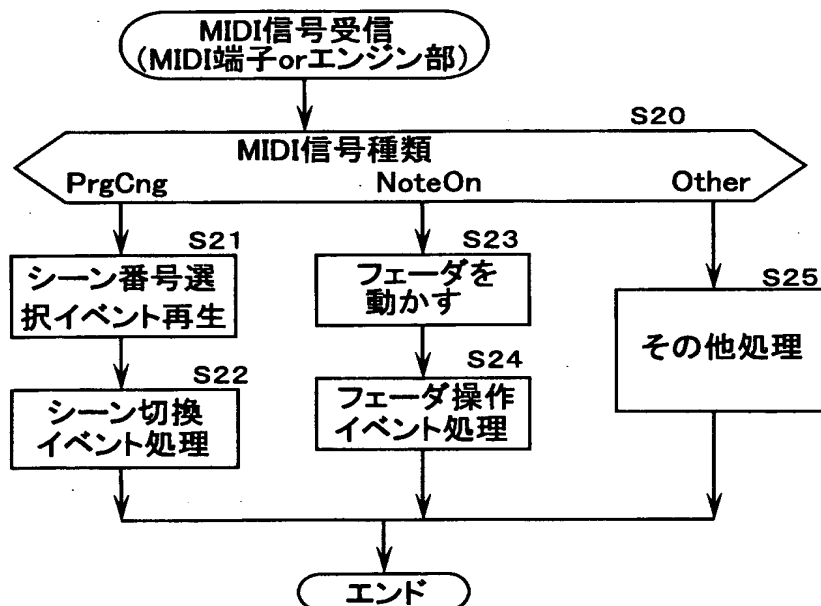 MIDI信号受信
(MIDI端子orエンジン部)
S20
MIDI信号種類
PrgCng
NoteOn
Other
S21
シーン番号選
択イベント再生
S22
シーン切換
イベント処理
S23
フェーダを
動かす
S24
フェーダ操作
イベント処理
S25
その他処理
エンド